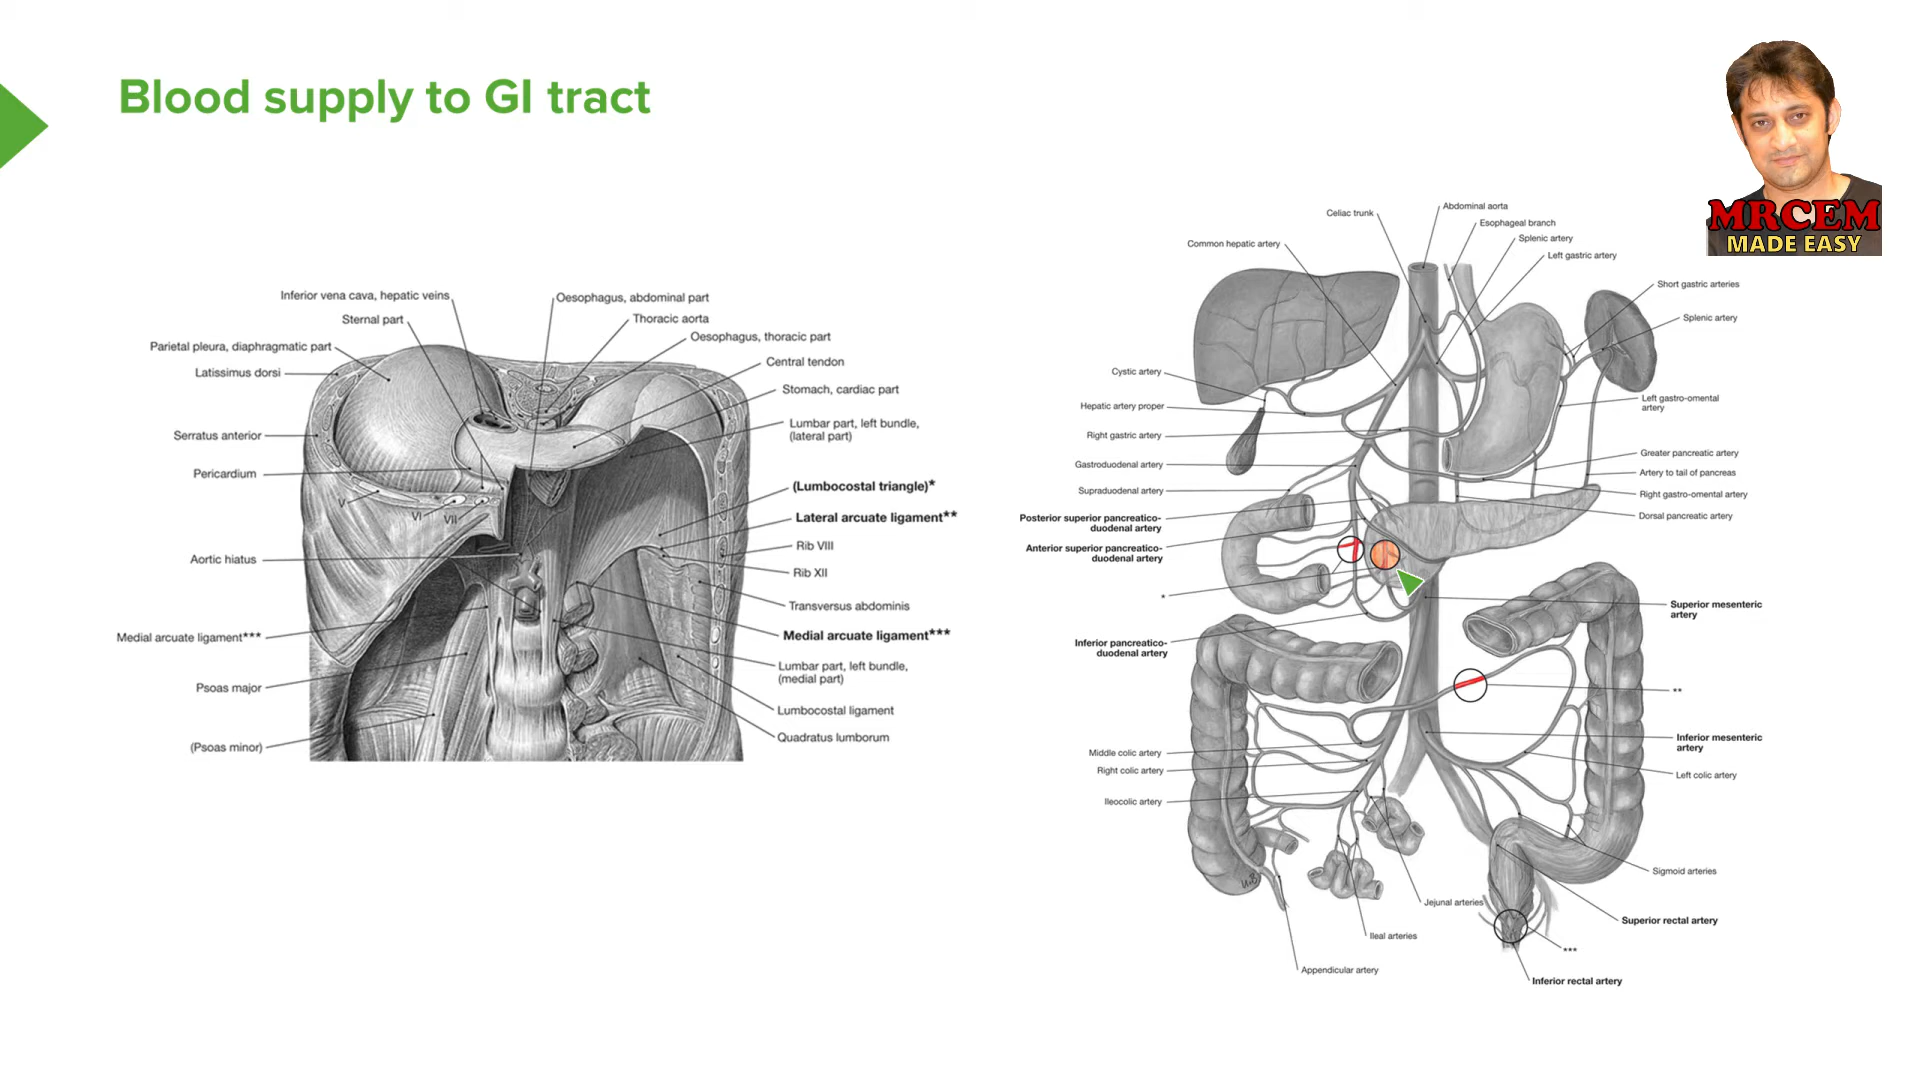 Blood supply to GI tract
MRCEM
MADE EASY
Inferior vena cava, hepatic veins
Sternal part
Parietal pleura, diaphragmatic part
Latissimus dorsi
Serratus anterior
Pericardium
V
VI
VII
Aortic hiatus
Medial arcuate ligament***
Psoas major
(Psoas minor)
Oesophagus, abdominal part
Thoracic aorta
Oesophagus, thoracic part
Central tendon
Stomach, cardiac part
Lumbar part, left bundle,
(lateral part)
(Lumbocostal triangle)*
Lateral arcuate ligament**
Rib VIII
Rib XII
Transversus abdominis
Medial arcuate ligament***
Lumbar part, left bundle,
(medial part)
Lumbocostal ligament
Quadratus lumborum
Celiac trunk
Common hepatic artery
Cystic artery
Hepatic artery proper
Right gastric artery
Gastroduodenal artery
Supraduodenal artery
Posterior superior pancreatico-
duodenal artery
Anterior superior pancreatico-
duodenal artery
*
Inferior pancreatico-
duodenal artery
Middle colic artery
Right colic artery
Ileocolic artery
Abdominal aorta
Esophageal branch
Splenic artery
Left gastric artery
Short gastric arteries
Splenic artery
Left gastro-omental
artery
Greater pancreatic artery
Artery to tail of pancreas
Right gastro-omental artery
Dorsal pancreatic artery
Superior mesenteric
artery
**
Inferior mesenteric
artery
Left colic artery
Sigmoid arteries
Jejunal arteries
Superior rectal artery
Ileal arteries
***
Appendicular artery
Inferior rectal artery